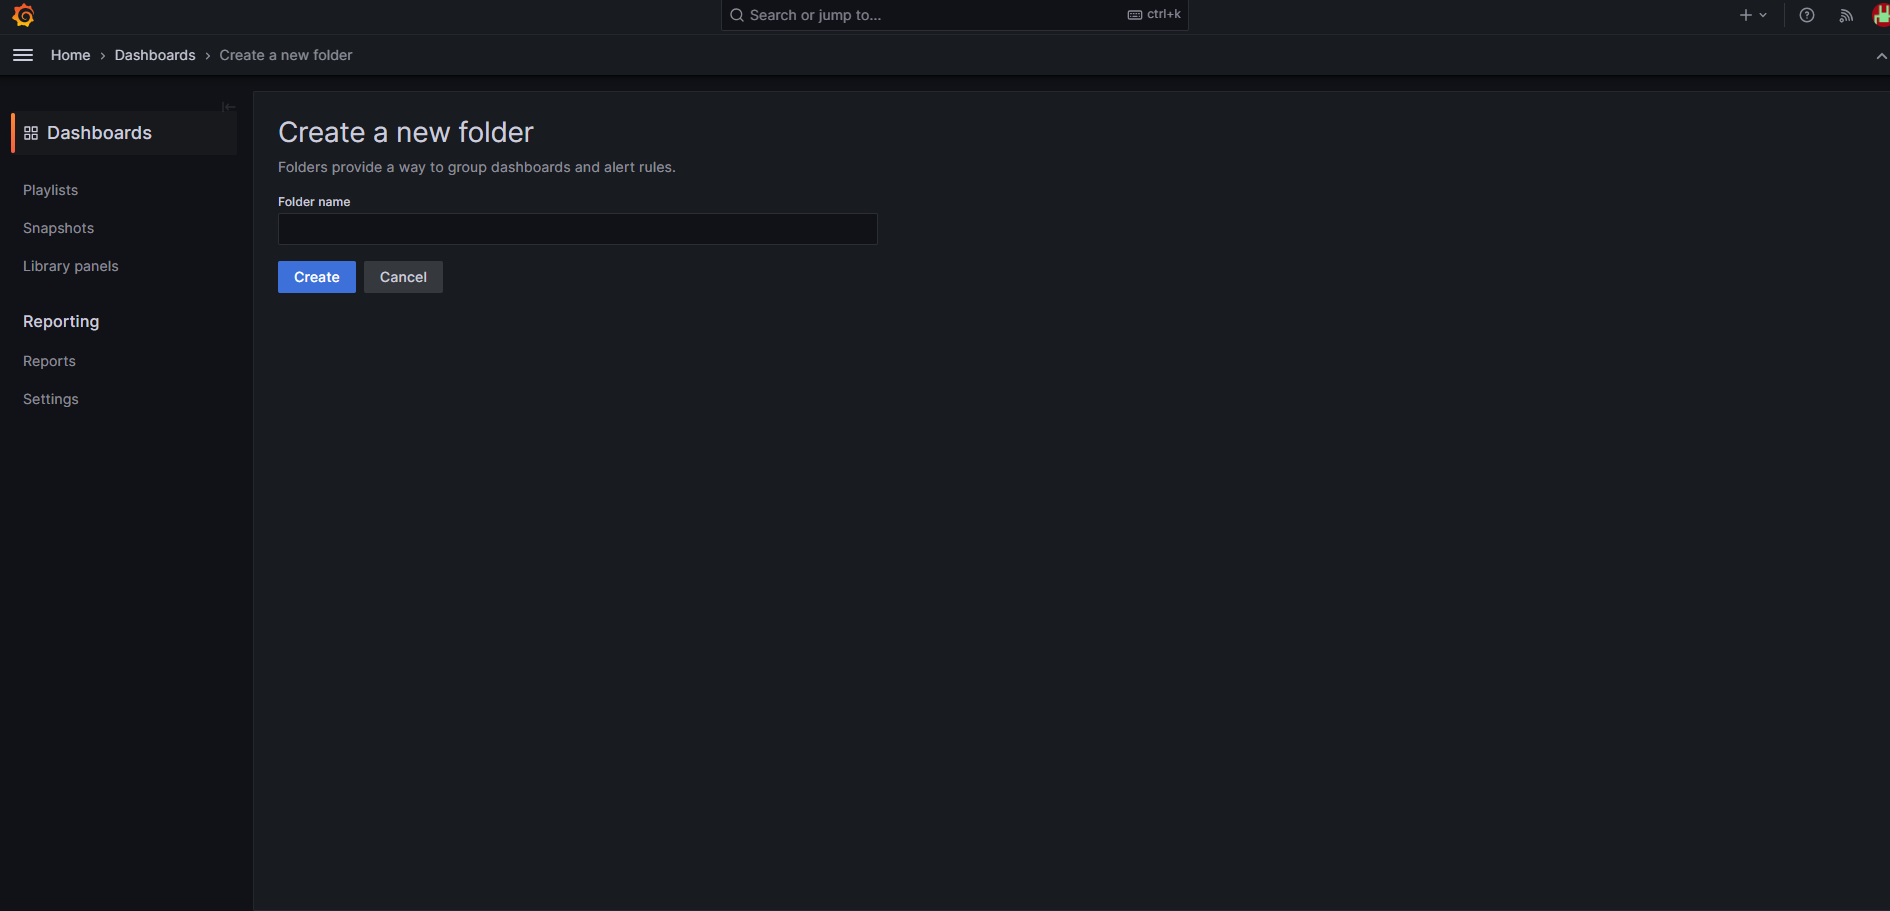 Search or jump to...
ctrl+k
Home › Dashboards › Create a new folder
Dashboards
Playlists
Snapshots
Library panels
Reporting
Reports
Settings
Create a new folder
Folders provide a way to group dashboards and alert rules.
Folder name
Create
Cancel